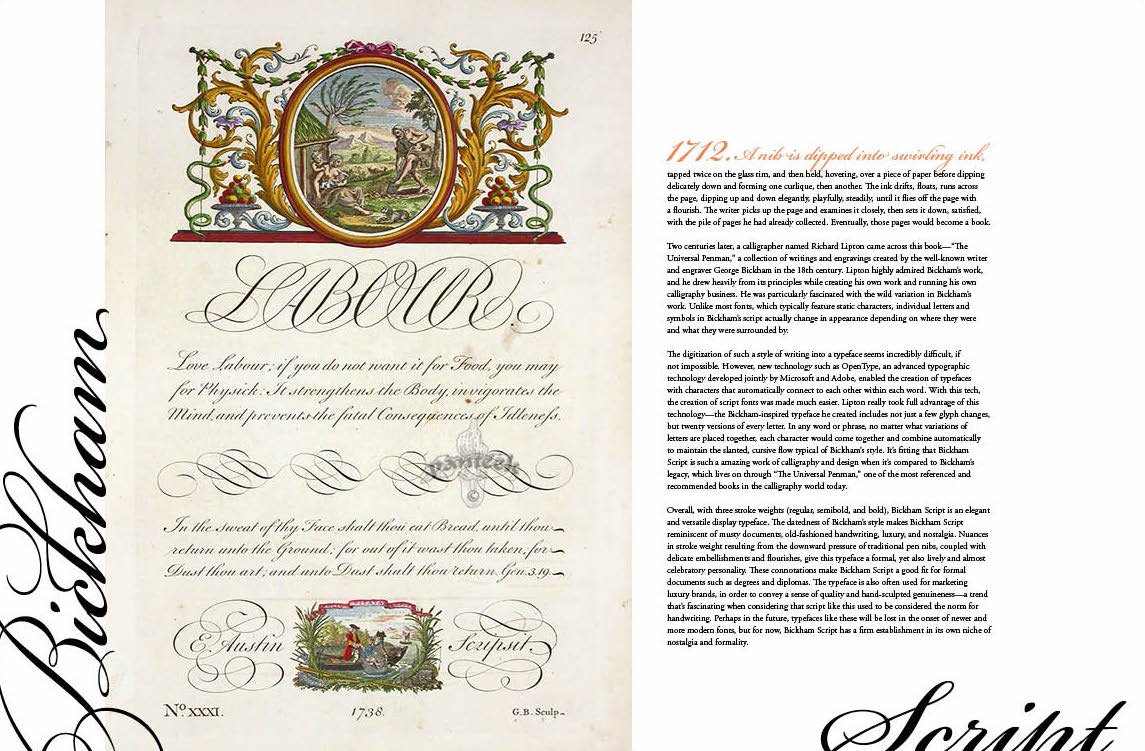 Bickham
125
LABOUR
Love Labour; if you do not want it for Food, you may
for Physick: It strengthens the Body, invigorates the
Mind, and prevents the fatal Consequences of Idleneſs.
panteek
In the sweat of thy Face shalt thou eat Bread, until thou
return unto the Ground; for out of it wast thou taken; for
Dust thou art; and unto Dust shalt thou return. Gen. 3.19
E. Austin Scripsit.
No. XXXI. 1738. G.B. Sculp.
1712. A nib is dipped into swirling ink,
tapped twice on the glass rim, and then held, hovering, over a piece of paper before dipping
delicately down and forming one curlique, then another. The ink drifts, floats, runs across
the page, dipping up and down elegantly, playfully, steadily, until it flies off the page with
a flourish. The writer picks up the page and examines it closely, then sets it down, satisfied,
with the pile of pages he had already collected. Eventually, those pages would become a book.
Two centuries later, a calligrapher named Richard Lipton came across this book—“The
Universal Penman,” a collection of writings and engravings created by the well-known writer
and engraver George Bickham in the 18th century. Lipton highly admired Bickham's work,
and he drew heavily from its principles while creating his own work and running his own
calligraphy business. He was particularly fascinated with the wild variation in Bickham's
work. Unlike most fonts, which typically feature static characters, individual letters and
symbols in Bickham's script actually change in appearance depending on where they were
and what they were surrounded by.
The digitization of such a style of writing into a typeface seems incredibly difficult, if
not impossible. However, new technology such as OpenType, an advanced typographic
technology developed jointly by Microsoft and Adobe, enabled the creation of typefaces
with characters that automatically connect to each other within each word. With this tech,
the creation of script fonts was made much easier. Lipton really took full advantage of this
technology—the Bickham-inspired typeface he created includes not just a few glyph changes,
but twenty versions of every letter. In any word or phrase, no matter what variations of
letters are placed together, each character would come together and combine automatically
to maintain the slanted, cursive flow typical of Bickham's style. It's fitting that Bickham
Script is such a amazing work of calligraphy and design when it's compared to Bickham's
legacy, which lives on through “The Universal Penman,” one of the most referenced and
recommended books in the calligraphy world today.
Overall, with three stroke weights (regular, semibold, and bold), Bickham Script is an elegant
and versatile display typeface. The datedness of Bickham's style makes Bickham Script
reminiscent of musty documents, old-fashioned handwriting, luxury, and nostalgia. Nuances
in stroke weight resulting from the downward pressure of traditional pen nibs, coupled with
delicate embellishments and flourishes, give this typeface a formal, yet also lively and almost
celebratory personality. These connotations make Bickham Script a good fit for formal
documents such as degrees and diplomas. The typeface is also often used for marketing
luxury brands, in order to convey a sense of quality and hand-sculpted genuineness—a trend
that's fascinating when considering that script like this used to be considered the norm for
handwriting. Perhaps in the future, typefaces like these will be lost in the onset of newer and
more modern fonts, but for now, Bickham Script has a firm establishment in its own niche of
nostalgia and formality.
Script